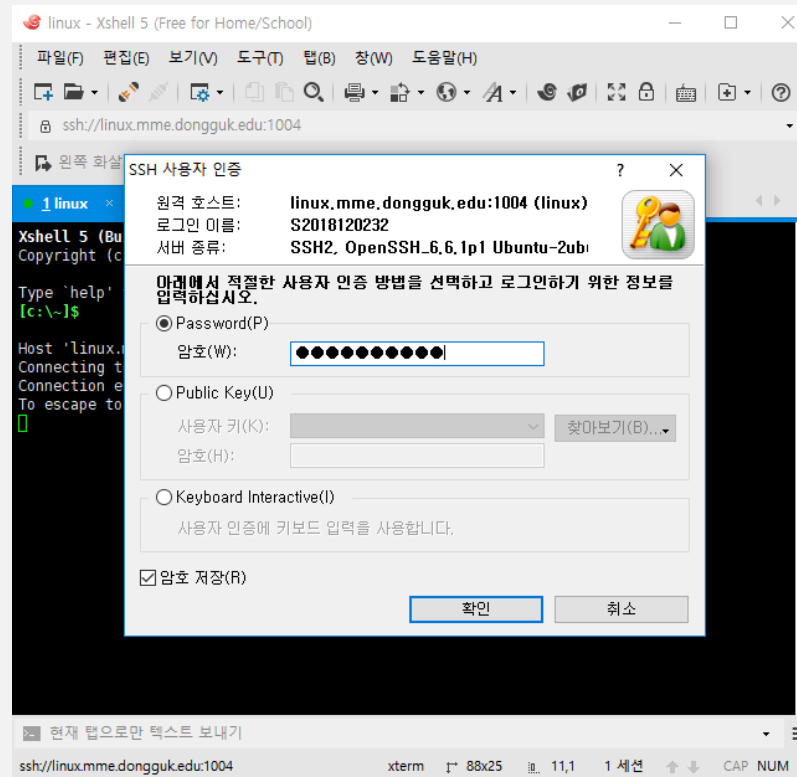 linux - Xshell 5 (Free for Home/School)
파일(F) 편집(E) 보기(V) 도구(T) 탭(B) 창(W) 도움말(H)
ssh://linux.mme.dongguk.edu:1004
왼쪽 화살
1 linux
SSH 사용자 인증
원격 호스트: linux.mme.dongguk.edu:1004 (linux)
로그인 이름: S2018120232
서버 종류: SSH2, OpenSSH_6.6.1p1 Ubuntu-2ub
아래에서 적절한 사용자 인증 방법을 선택하고 로그인하기 위한 정보를
입력하십시오.
Password(P)
암호(W): ●●●●●●●●●●
Public Key(U)
사용자 키(K): 찾아보기(B)...
암호(H):
Keyboard Interactive(I)
사용자 인증에 키보드 입력을 사용합니다.
암호 저장(R)
확인 취소
Xshell 5 (Bu
Copyright (c
Type `help'
[c:\~]$
Host 'linux.
Connecting t
Connection e
To escape to
현재 탭으로만 텍스트 보내기
ssh://linux.mme.dongguk.edu:1004 xterm 88x25 11,1 1 세션 CAP NUM